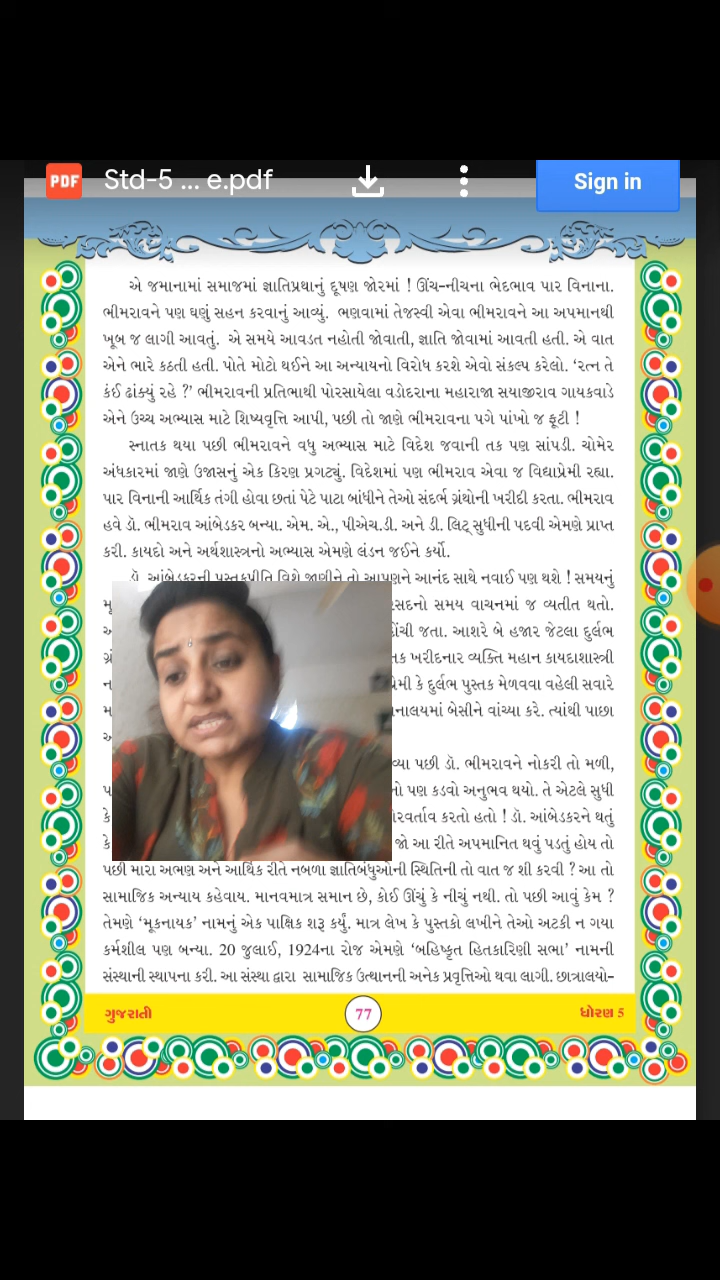 PDF Std-5 ... e.pdf Sign in
એ જમાનામાં સમાજમાં જ્ઞાતિપ્રથાનું દૂષણ જોરમાં ! ઊંચ-નીચના ભેદભાવ પાર વિનાના.
ભીમરાવને પણ ઘણું સહન કરવાનું આવ્યું. ભણવામાં તેજસ્વી એવા ભીમરાવને આ અપમાનથી
ખૂબ જ લાગી આવતું. એ સમયે આવડત નહોતી જોવાતી, જ્ઞાતિ જોવામાં આવતી હતી. એ વાત
એને ભારે કઠતી હતી. પોતે મોટો થઈને આ અન્યાયનો વિરોધ કરશે એવો સંકલ્પ કરેલો. ‘રત્ન તે
કંઈ ઢાંક્યું રહે ?’ ભીમરાવની પ્રતિભાથી પોરસાયેલા વડોદરાના મહારાજા સયાજીરાવ ગાયકવાડે
એને ઉચ્ચ અભ્યાસ માટે શિષ્યવૃત્તિ આપી, પછી તો જાણે ભીમરાવના પગે પાંખો જ ફૂટી !
સ્નાતક થયા પછી ભીમરાવને વધુ અભ્યાસ માટે વિદેશ જવાની તક પણ સાંપડી. ચોમેર
અંધકારમાં જાણે ઉજાસનું એક કિરણ પ્રગટ્યું. વિદેશમાં પણ ભીમરાવ એવા જ વિદ્યાપ્રેમી રહ્યા.
પાર વિનાની આર્થિક તંગી હોવા છતાં પેટે પાટા બાંધીને તેઓ સંદર્ભ ગ્રંથોની ખરીદી કરતા. ભીમરાવ
હવે ડૉ. ભીમરાવ આંબેડકર બન્યા. એમ. એ., પીએચ.ડી. અને ડી. લિટ્ સુધીની પદવી એમણે પ્રાપ્ત
કરી. કાયદો અને અર્થશાસ્ત્રનો અભ્યાસ એમણે લંડન જઈને કર્યો.
ડૉ. આંબેડકરની પુસ્તકપ્રીતિ વિશે જાણીને તો આપણને આનંદ સાથે નવાઈ પણ થશે ! સમયનું
રસદનો સમય વાચનમાં જ વ્યતીત થતો.
જતા. આશરે બે હજાર જેટલા દુર્લભ
ખરીદનાર વ્યક્તિ મહાન કાયદાશાસ્ત્રી
કે દુર્લભ પુસ્તક મેળવવા વહેલી સવારે
બેસીને વાંચ્યા કરે. ત્યાંથી પાછા
પછી ડૉ. ભીમરાવને નોકરી તો મળી,
પણ કડવો અનુભવ થયો. તે એટલે સુધી
કરતો હતો ! ડૉ. આંબેડકરને થતું
જો આ રીતે અપમાનિત થવું પડતું હોય તો
પછી મારા અભણ અને આર્થિક રીતે નબળા જ્ઞાતિબંધુઓની સ્થિતિની તો વાત જ શી કરવી ? આ તો
સામાજિક અન્યાય કહેવાય. માનવમાત્ર સમાન છે, કોઈ ઊંચું કે નીચું નથી. તો પછી આવું કેમ ?
તેમણે ‘મૂકનાયક’ નામનું એક પાક્ષિક શરૂ કર્યું. માત્ર લેખ કે પુસ્તકો લખીને તેઓ અટકી ન ગયા
કર્મશીલ પણ બન્યા. 20 જુલાઈ, 1924ના રોજ એમણે ‘બહિષ્કૃત હિતકારિણી સભા’ નામની
સંસ્થાની સ્થાપના કરી. આ સંસ્થા દ્વારા સામાજિક ઉત્થાનની અનેક પ્રવૃત્તિઓ થવા લાગી. છાત્રાલયો-
ગુજરાતી 77 ધોરણ 5